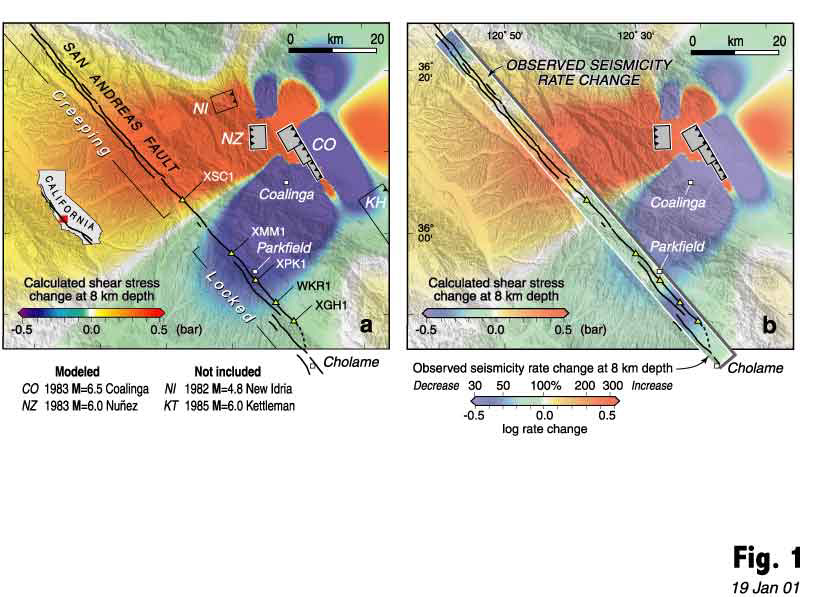 SAN ANDREAS FAULT
Creeping
NI
NZ
CO
KH
0 km 20
XSC1
Coalinga
CALIFORNIA
XMM1
Parkfield
XPK1
Locked
WKR1
XGH1
Calculated shear stress
change at 8 km depth
-0.5 0.0 0.5 (bar)
a
Cholame
Modeled
CO 1983 M=6.5 Coalinga
NZ 1983 M=6.0 Nuñez
Not included
NI 1982 M=4.8 New Idria
KT 1985 M=6.0 Kettleman
120° 50'
120° 30'
0 km 20
36°
20'
OBSERVED SEISMICITY
RATE CHANGE
Coalinga
36°
00'
Parkfield
Calculated shear stress
change at 8 km depth
-0.5 0.0 0.5 (bar)
b
Observed seismicity rate change at 8 km depth
Cholame
Decrease 30 50 100% 200 300 Increase
-0.5 0.0 0.5
log rate change
Fig. 1
19 Jan 01